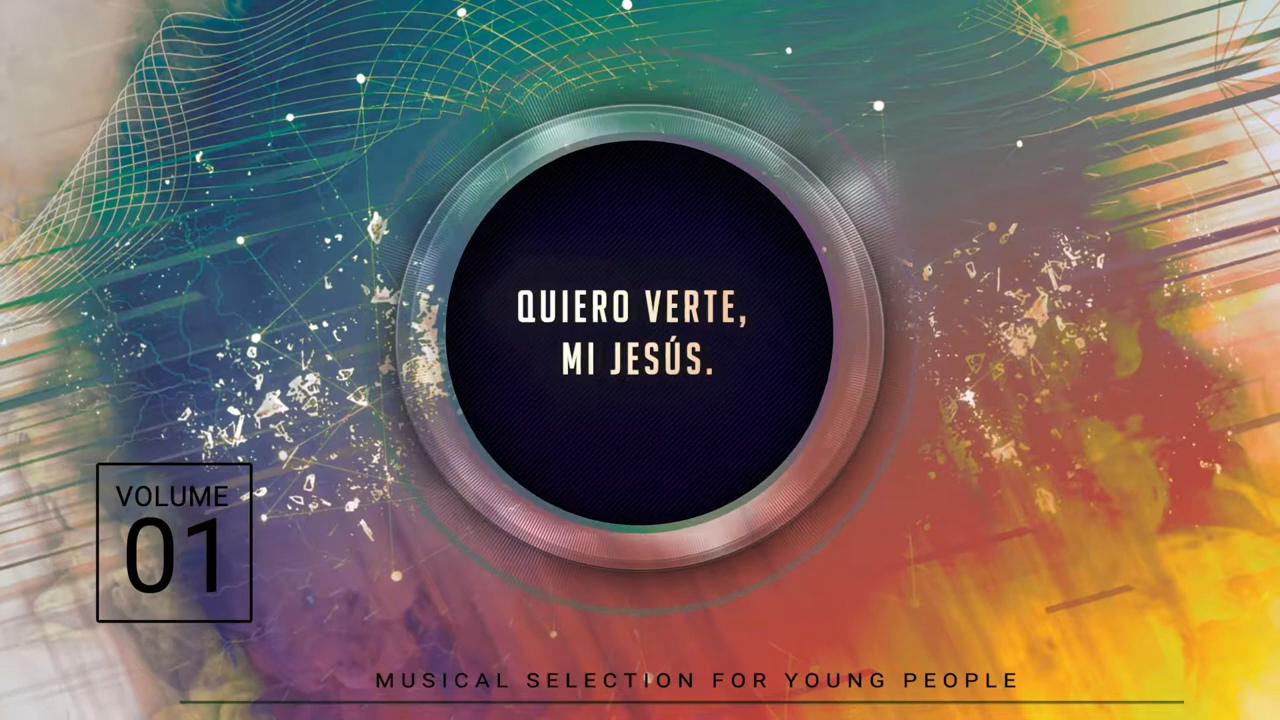 QUIERO VERTE,
MI JESÚS.
VOLUME
01
MUSICAL SELECTION FOR YOUNG PEOPLE